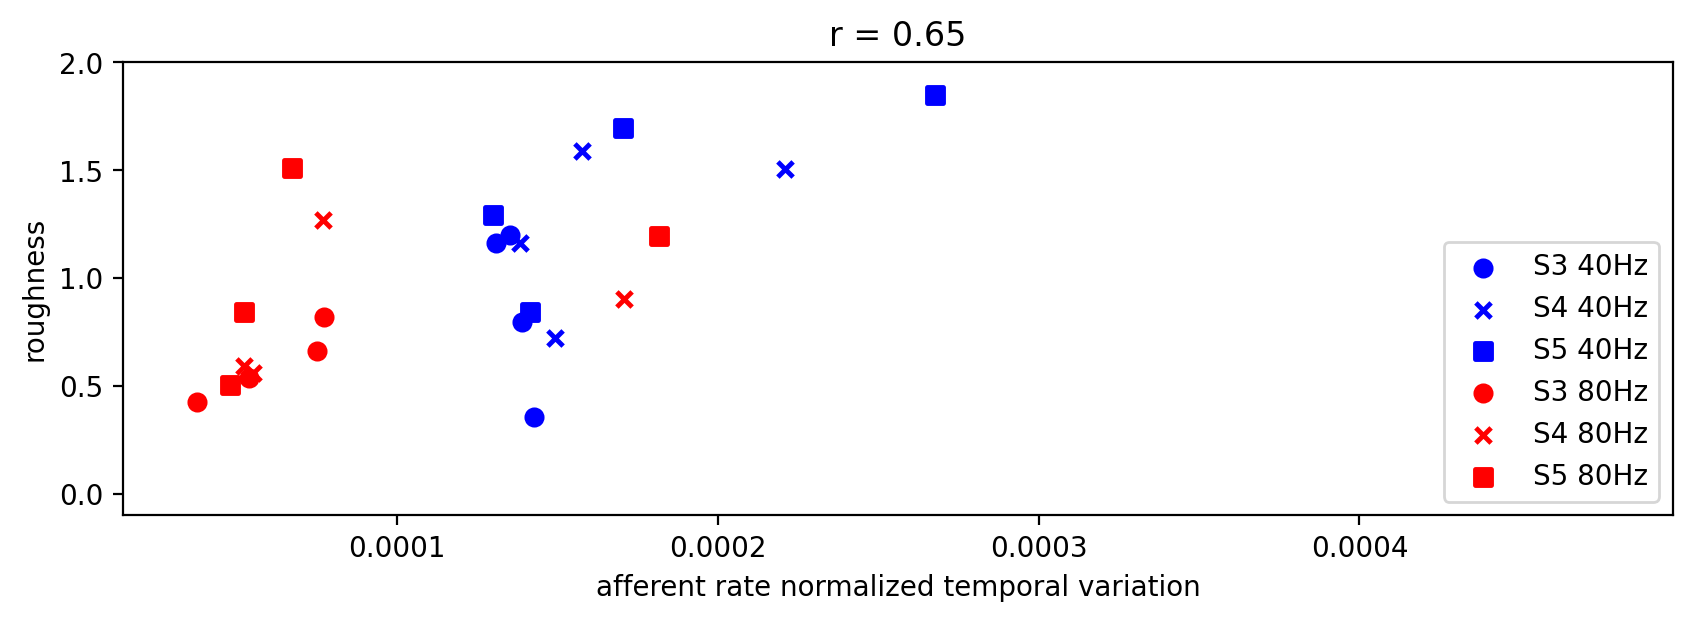 r = 0.65
2.0
1.5
1.0
0.5
0.0
roughness
S3 40Hz
S4 40Hz
S5 40Hz
S3 80Hz
S4 80Hz
S5 80Hz
0.0001 0.0002 0.0003 0.0004
afferent rate normalized temporal variation